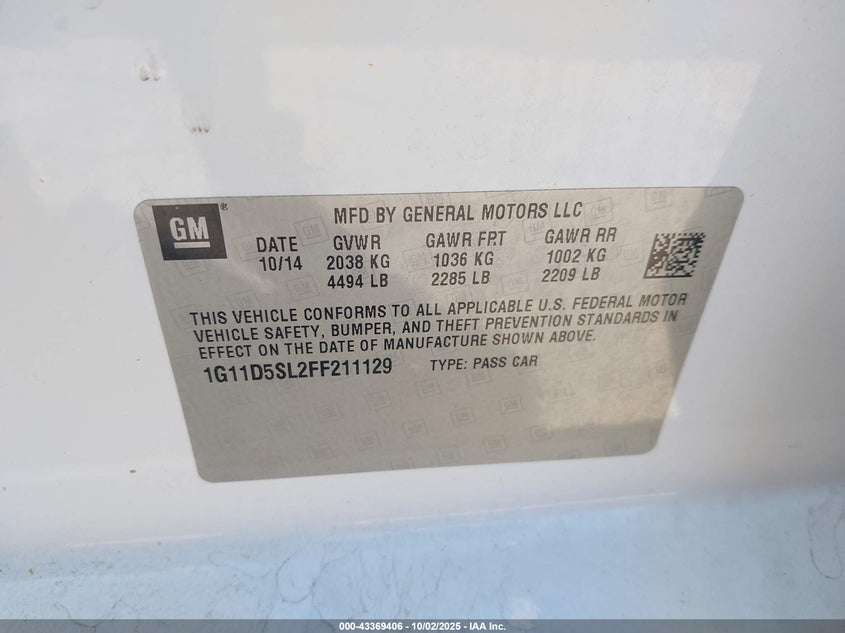 GM®
MFD BY GENERAL MOTORS LLC
DATE GVWR GAWR FRT GAWR RR
10/14 2038 KG 1036 KG 1002 KG
4494 LB 2285 LB 2209 LB
THIS VEHICLE CONFORMS TO ALL APPLICABLE U.S. FEDERAL MOTOR
VEHICLE SAFETY, BUMPER, AND THEFT PREVENTION STANDARDS IN
EFFECT ON THE DATE OF MANUFACTURE SHOWN ABOVE.
1G11D5SL2FF211129 TYPE: PASS CAR
000-43369406 - 10/02/2025 - IAA Inc.